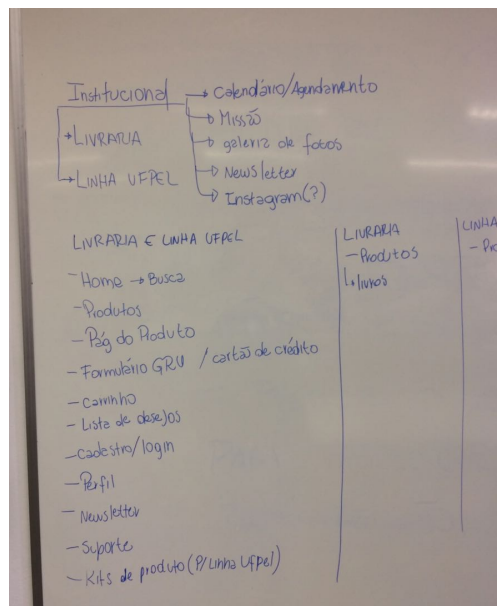 Institucional
→ Calendário/Agendamento
→ Missão
→ galeria de fotos
→ Newsletter
→ Instagram(?)
→ LIVRARIA
→ LINHA UFPEL
LIVRARIA E LINHA UFPEL
- Home → Busca
- Produtos
- Pág do Produto
- Formulário GRU / cartão de crédito
- Carrinho
- Lista de desejos
- cadastro/login
- Perfil
- Newsletter
- Suporte
- Kits de produto (P/ Linha Ufpel)
LIVRARIA
- Produtos
livros
LINHA